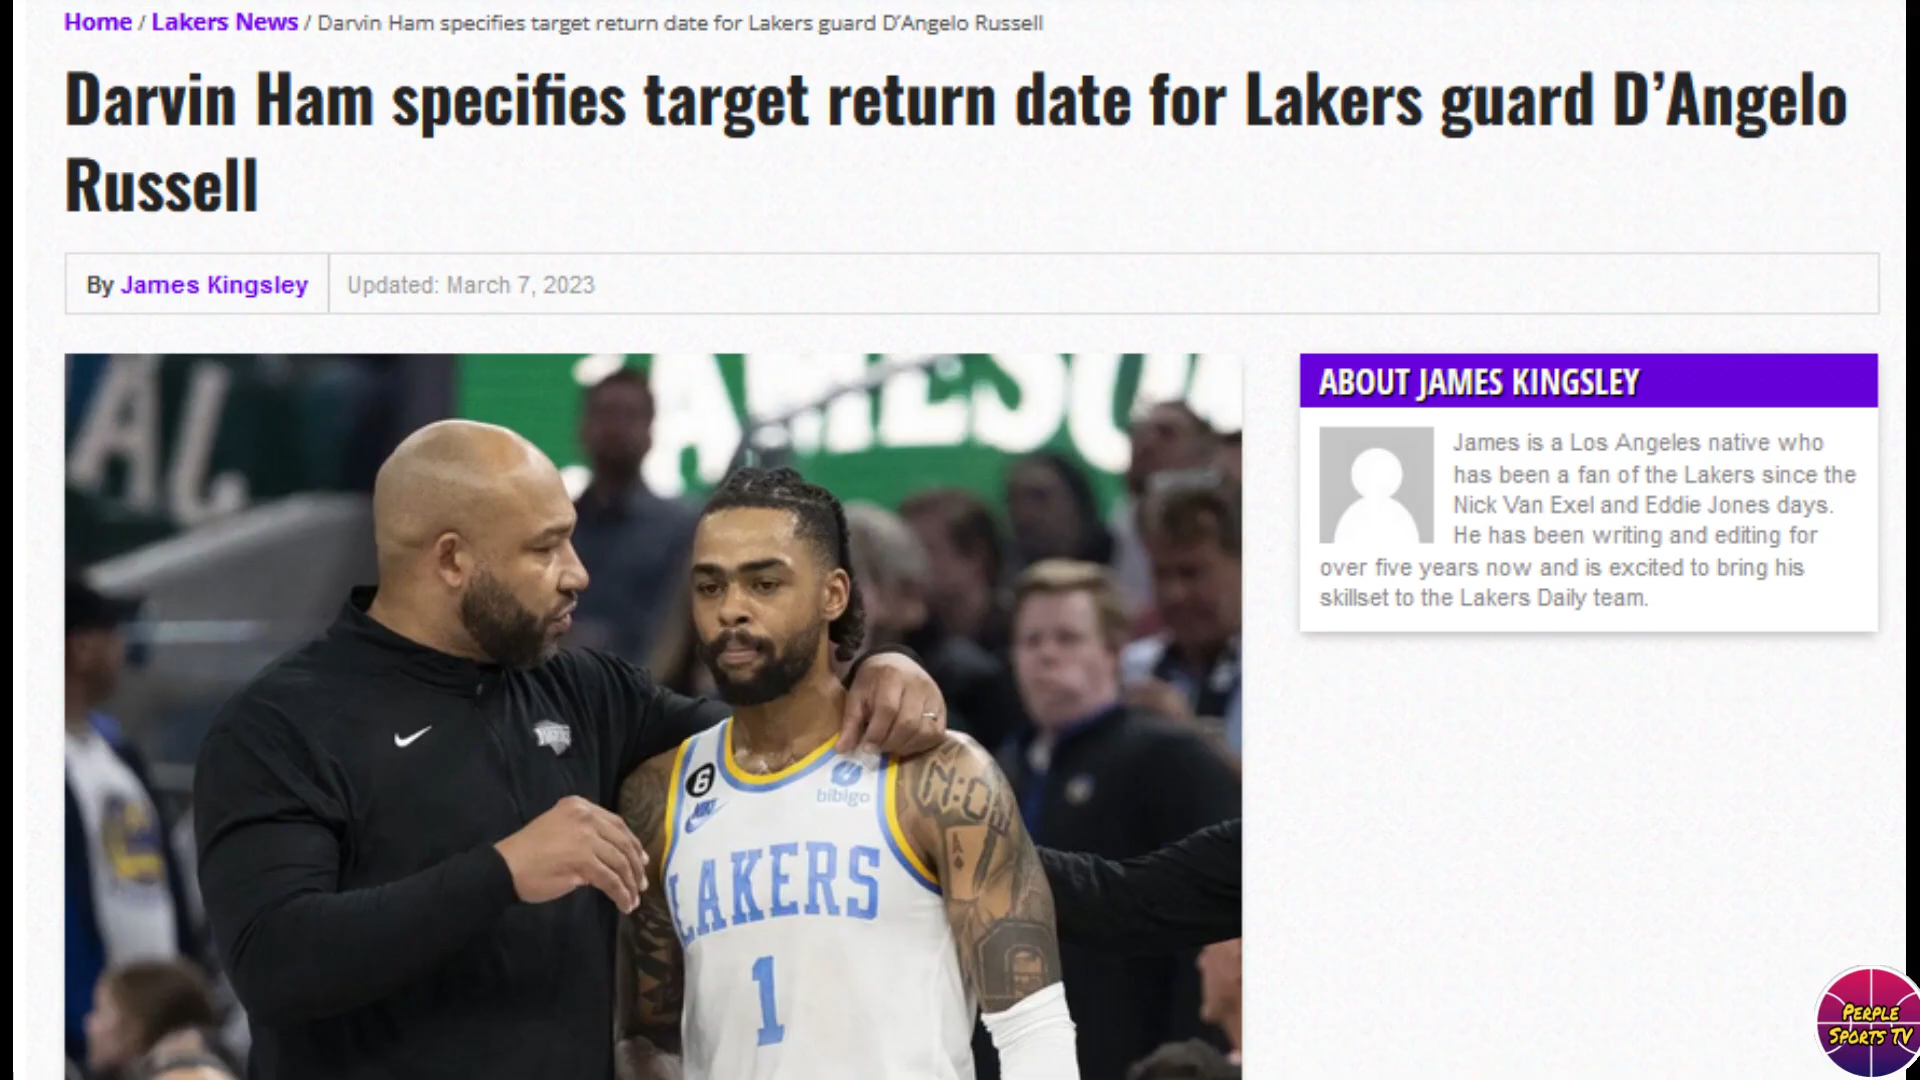 Home / Lakers News / Darvin Ham specifies target return date for Lakers guard D'Angelo Russell
Darvin Ham specifies target return date for Lakers guard D'Angelo
Russell
By James Kingsley
Updated: March 7, 2023
ABOUT JAMES KINGSLEY
James is a Los Angeles native who
has been a fan of the Lakers since the
Nick Van Exel and Eddie Jones days.
He has been writing and editing for
over five years now and is excited to bring his
skillset to the Lakers Daily team.
6
bibigo
LAKERS
1
A
PERPLE
SPORTS TV